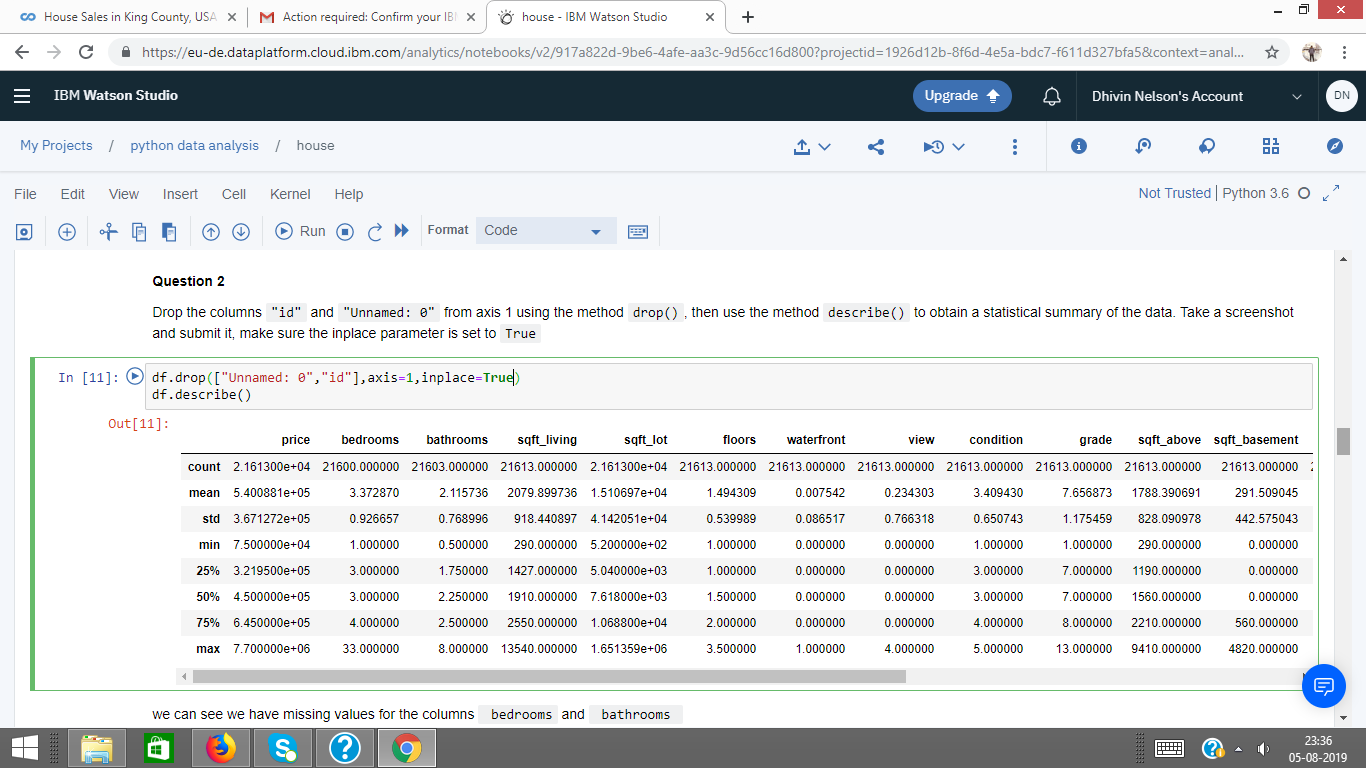 House Sales in King County, USA
Action required: Confirm your IB
house - IBM Watson Studio
https://eu-de.dataplatform.cloud.ibm.com/analytics/notebooks/v2/917a822d-9be6-4afe-aa3c-9d56cc16d800?projectid=1926d12b-8f6d-4e5a-bdc7-f611d327bfa5&context=anal...
IBM Watson Studio
Upgrade
Dhivin Nelson's Account
DN
My Projects / python data analysis / house
File Edit View Insert Cell Kernel Help
Not Trusted | Python 3.6
Run
Format Code
Question 2
Drop the columns "id" and "Unnamed: 0" from axis 1 using the method drop() , then use the method describe() to obtain a statistical summary of the data. Take a screenshot
and submit it, make sure the inplace parameter is set to True
In [11]: df.drop(["Unnamed: 0","id"],axis=1,inplace=True)
df.describe()
Out[11]:
price bedrooms bathrooms sqft_living sqft_lot floors waterfront view condition grade sqft_above sqft_basement
count 2.161300e+04 21600.000000 21603.000000 21613.000000 2.161300e+04 21613.000000 21613.000000 21613.000000 21613.000000 21613.000000 21613.000000 21613.000000 2
mean 5.400881e+05 3.372870 2.115736 2079.899736 1.510697e+04 1.494309 0.007542 0.234303 3.409430 7.656873 1788.390691 291.509045
std 3.671272e+05 0.926657 0.768996 918.440897 4.142051e+04 0.539989 0.086517 0.766318 0.650743 1.175459 828.090978 442.575043
min 7.500000e+04 1.000000 0.500000 290.000000 5.200000e+02 1.000000 0.000000 0.000000 1.000000 1.000000 290.000000 0.000000
25% 3.219500e+05 3.000000 1.750000 1427.000000 5.040000e+03 1.000000 0.000000 0.000000 3.000000 7.000000 1190.000000 0.000000
50% 4.500000e+05 3.000000 2.250000 1910.000000 7.618000e+03 1.500000 0.000000 0.000000 3.000000 7.000000 1560.000000 0.000000
75% 6.450000e+05 4.000000 2.500000 2550.000000 1.068800e+04 2.000000 0.000000 0.000000 4.000000 8.000000 2210.000000 560.000000
max 7.700000e+06 33.000000 8.000000 13540.000000 1.651359e+06 3.500000 1.000000 4.000000 5.000000 13.000000 9410.000000 4820.000000
we can see we have missing values for the columns bedrooms and bathrooms
23:36
05-08-2019